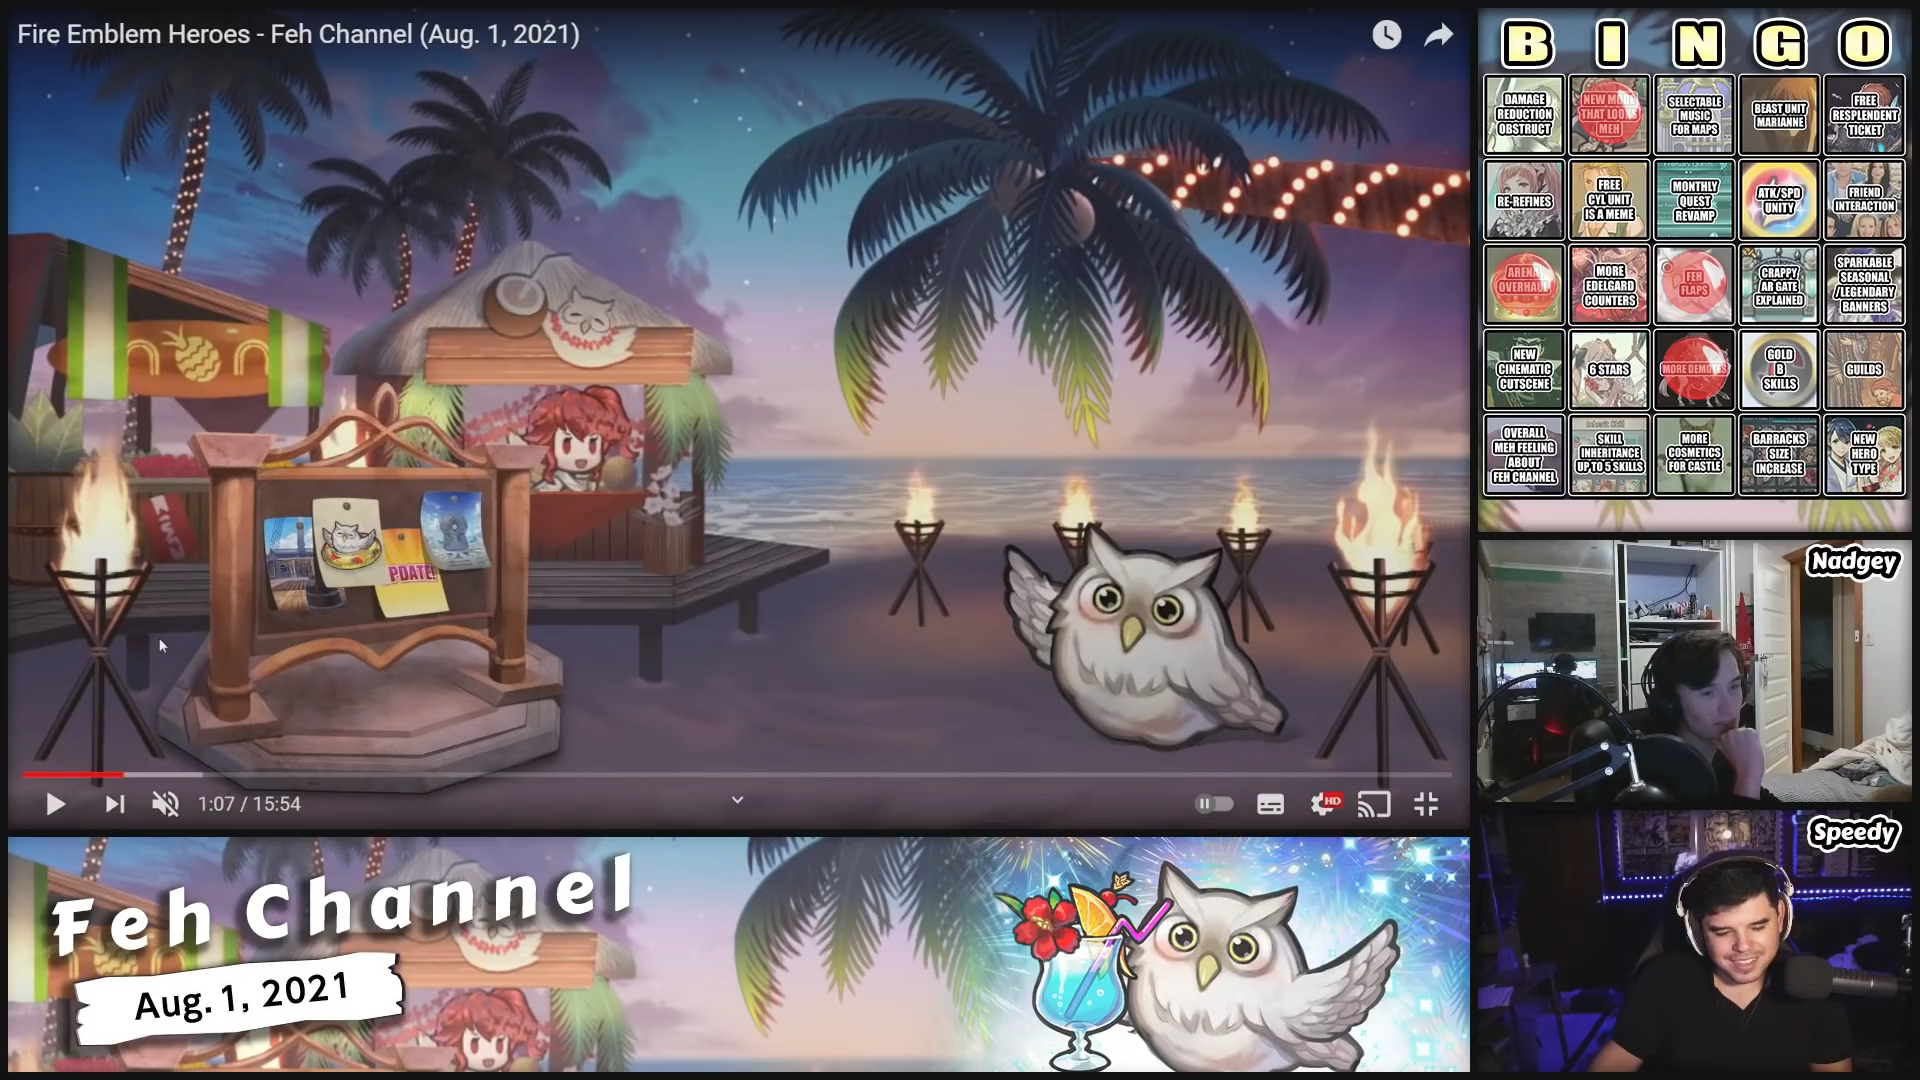 Fire Emblem Heroes - Feh Channel (Aug. 1, 2021)
B I N G O
DAMAGE
REDUCTION
OBSTRUCT
NEW MODE
THAT LOOKS
MEH
SELECTABLE
MUSIC
FOR MAPS
BEAST UNIT
MARIANNE
FREE
RESPLENDENT
TICKET
RE-REFINES
FREE
CYL UNIT
IS A MEME
MONTHLY
QUEST
REVAMP
ATK/SPD
UNITY
FRIEND
INTERACTION
ARENA
OVERHAUL
MORE
EDELGARD
COUNTERS
FEH
FLAPS
CRAPPY
AR GATE
EXPLAINED
SPARKABLE
SEASONAL
/LEGENDARY
BANNERS
NEW
CINEMATIC
CUTSCENE
6 STARS
MORE DEMOTES
GOLD
B
SKILLS
GUILDS
OVERALL
MEH FEELING
ABOUT
FEH CHANNEL
Inherit Skill
SKILL
INHERITANCE
UP TO 5 SKILLS
MORE
COSMETICS
FOR CASTLE
BARRACKS
SIZE
INCREASE
NEW
HERO
TYPE
KIWI
PDATE!
1:07 / 15:54
HD
Nadgey
Speedy
Feh Channel
Aug. 1, 2021